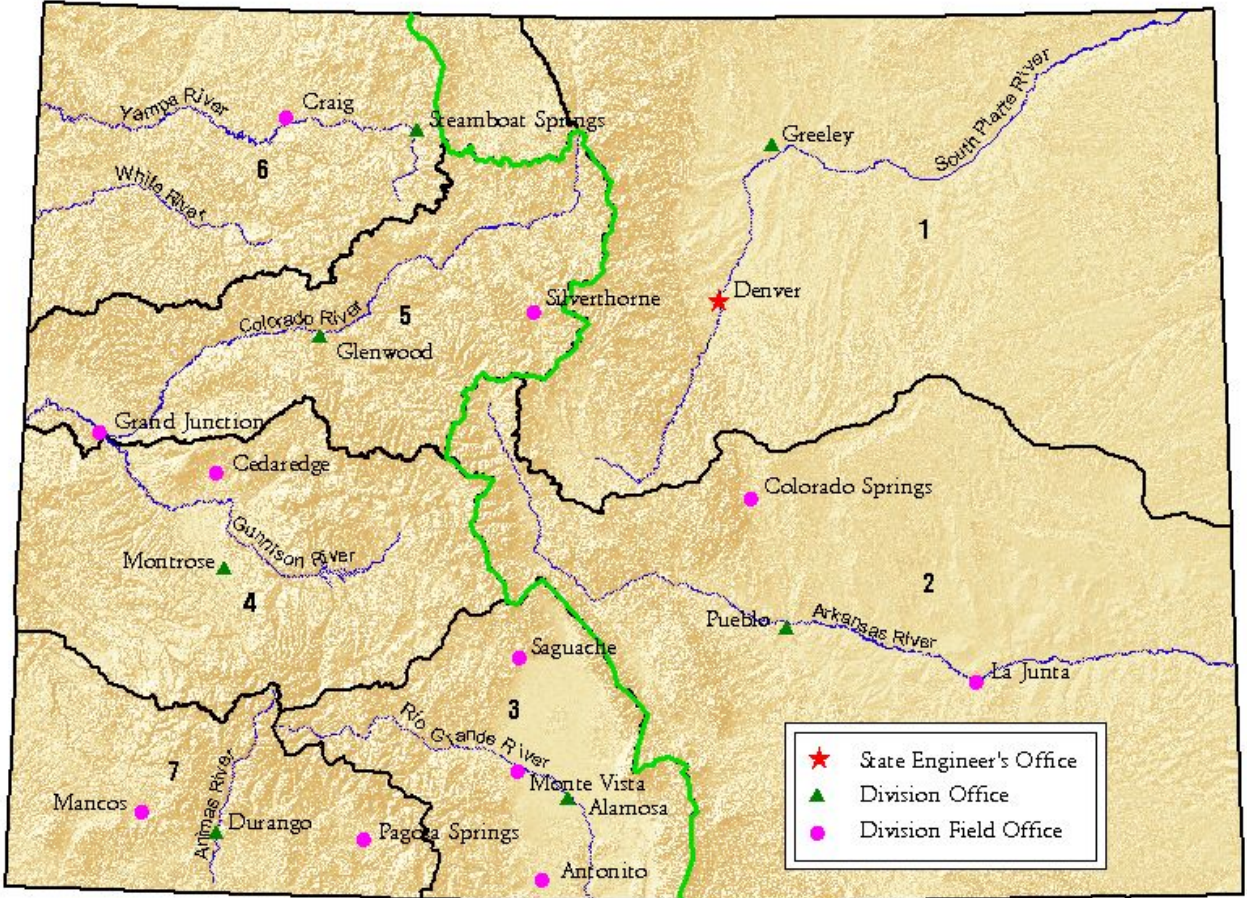 Yampa River
Craig
Steamboat Springs
6
White River
Greeley
South Platte River
1
Denver
Silverthorne
Colorado River
5
Glenwood
Grand Junction
Cedaredge
Colorado Springs
Gunnison River
Montrose
4
2
Pueblo
Arkansas River
La Junta
Saguache
3
Rio Grande River
Monte Vista
Alamosa
7
Mancos
Animas River
Durango
Pagosa Springs
Antonito
State Engineer's Office
Division Office
Division Field Office